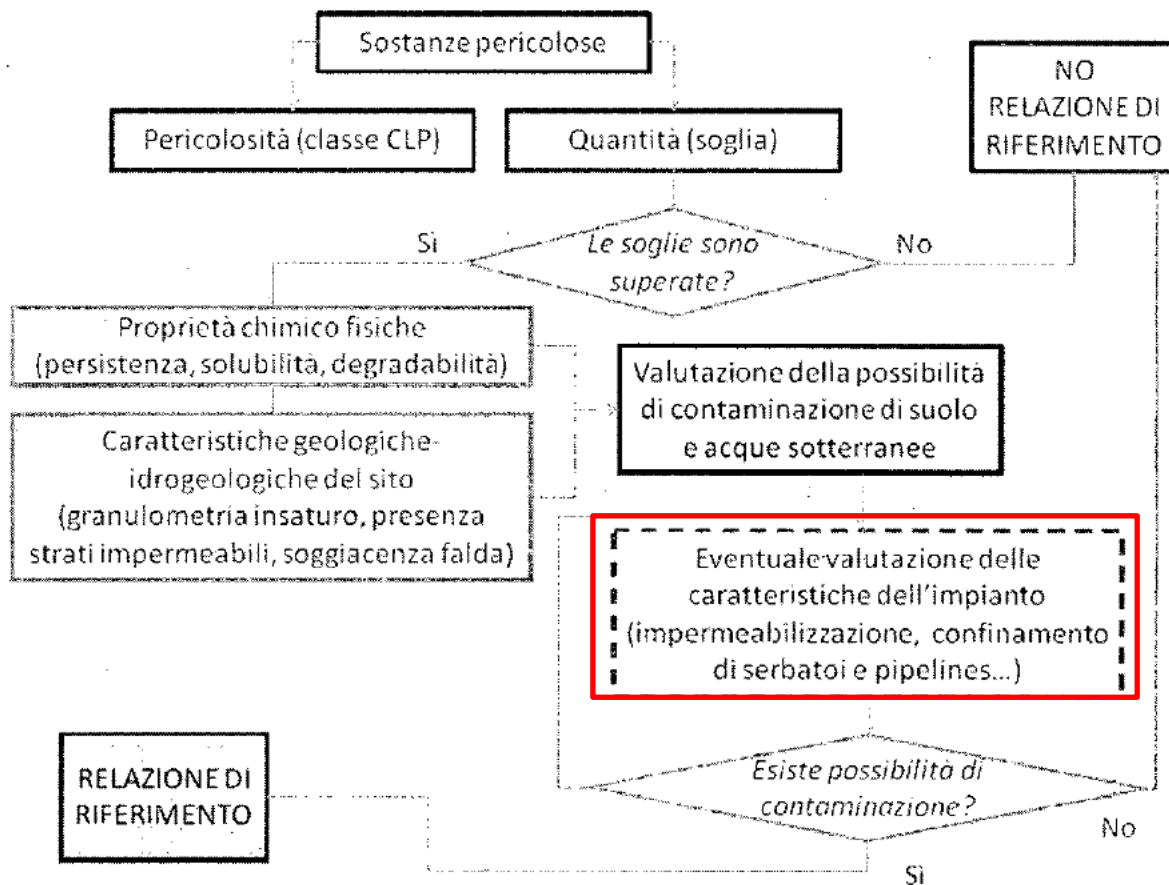 Sostanze pericolose
NO
RELAZIONE DI
RIFERIMENTO
Pericolosità (classe CLP)
Quantità (soglia)
Sì
Le soglie sono
superate?
No
Proprietà chimico fisiche
(persistenza, solubilità, degradabilità)
Valutazione della possibilità
di contaminazione di suolo
e acque sotterranee
Caratteristiche geologiche-
idrogeologiche del sito
(granulometria insaturo, presenza
strati impermeabili, soggiacenza falda)
Eventuale valutazione delle
caratteristiche dell'impianto
(impermeabilizzazione, confinamento
di serbatoi e pipelines...)
RELAZIONE DI
RIFERIMENTO
Esiste possibilità di
contaminazione?
No
Sì